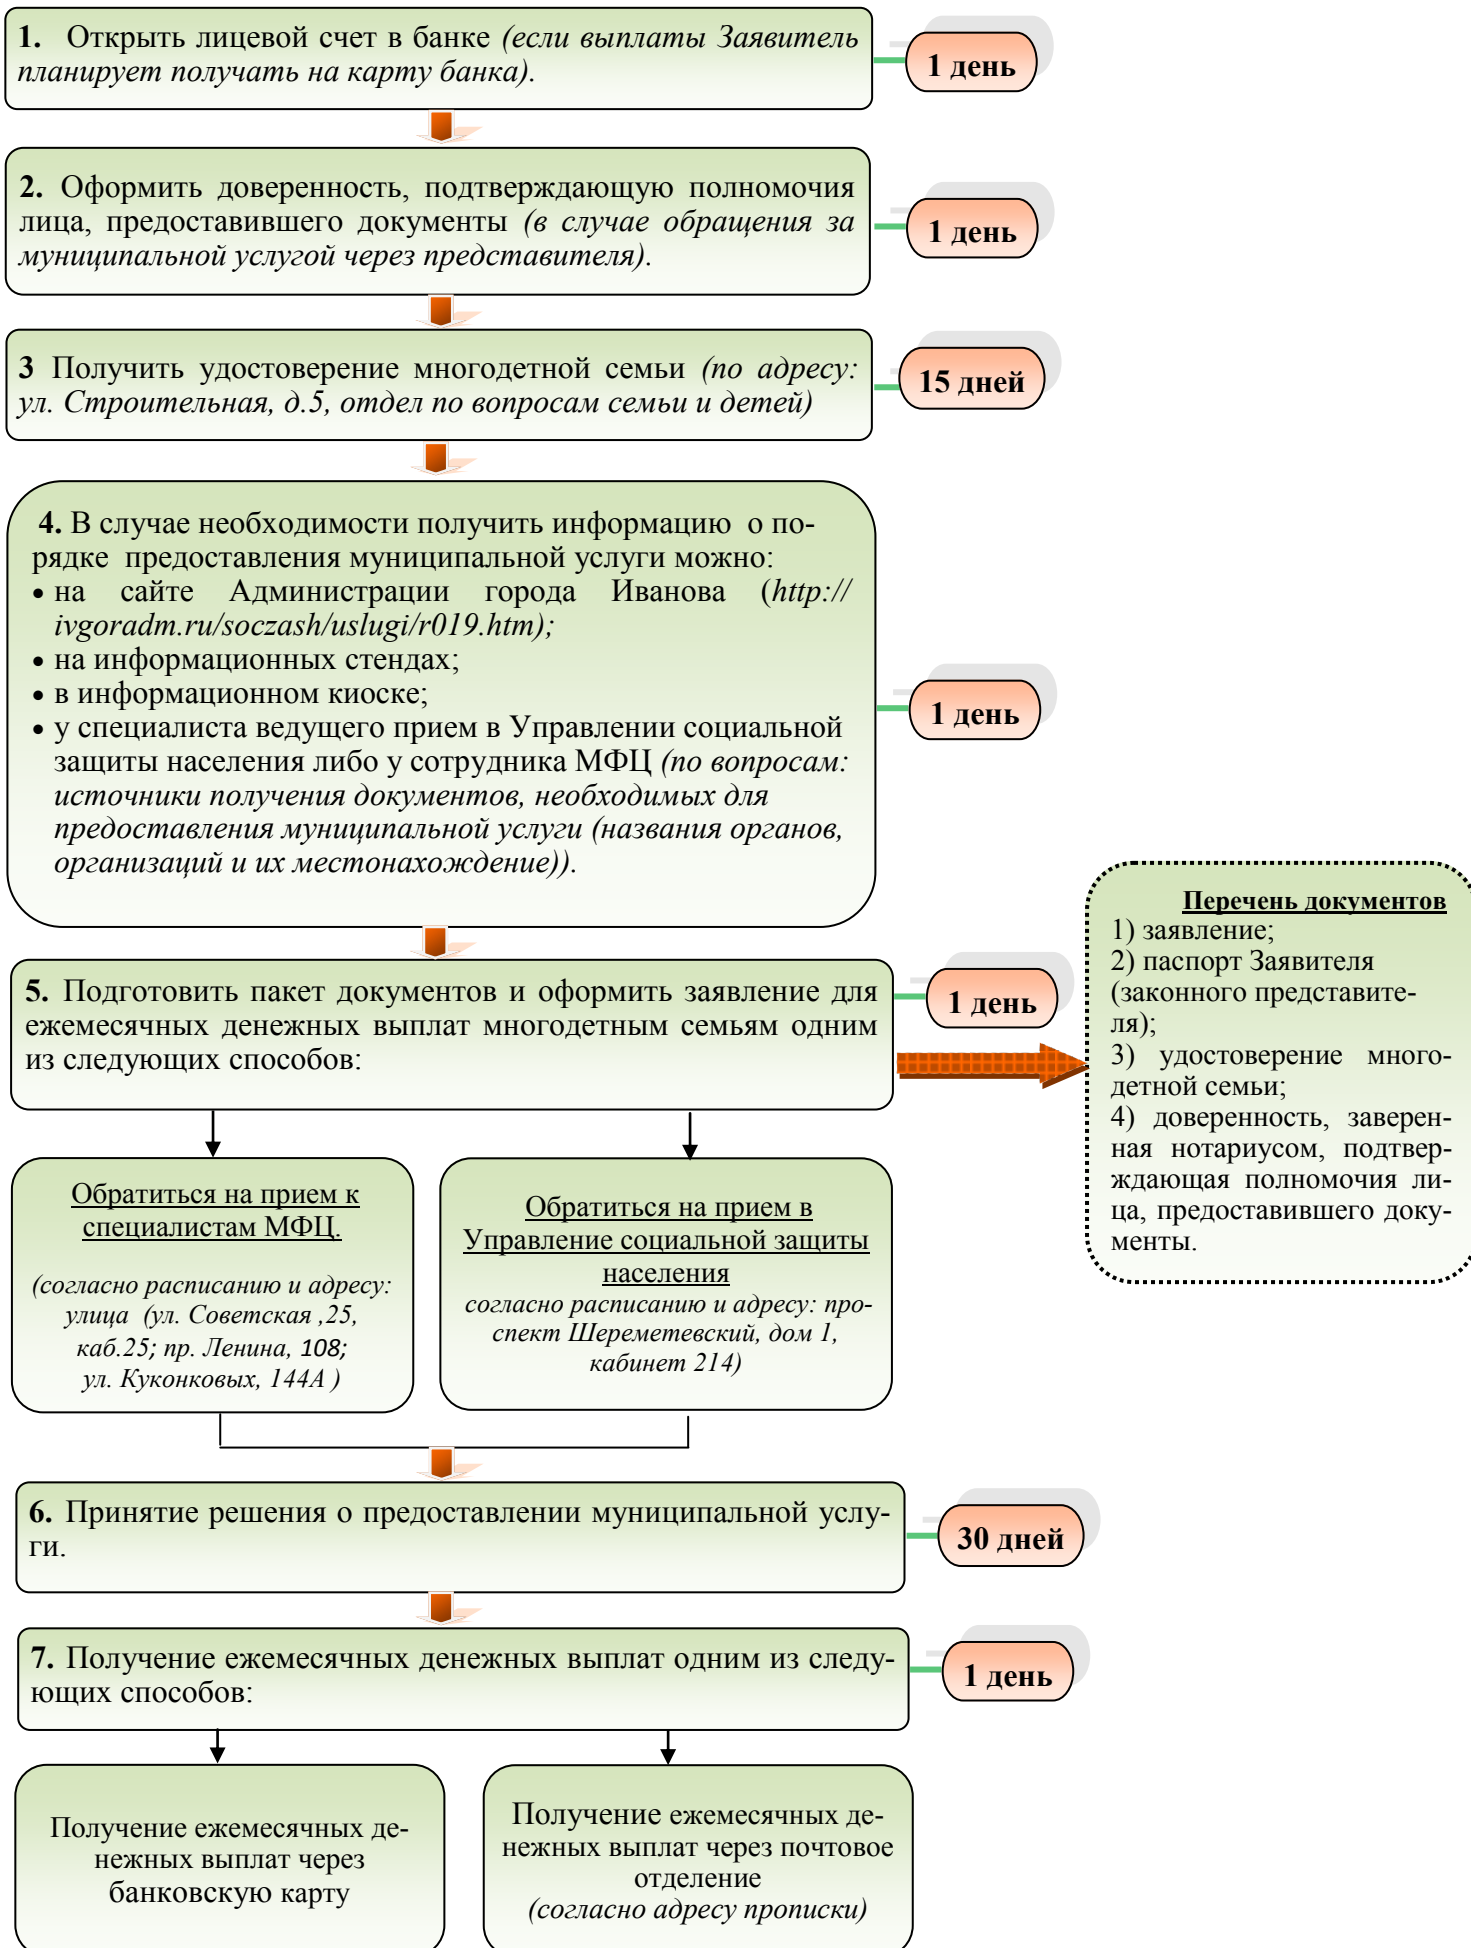 1. Открыть лицевой счет в банке (если выплаты Заявитель
планирует получать на карту банка).
1 день
2. Оформить доверенность, подтверждающую полномочия
лица, предоставившего документы (в случае обращения за
муниципальной услугой через представителя).
1 день
3 Получить удостоверение многодетной семьи (по адресу:
ул. Строительная, д.5, отдел по вопросам семьи и детей)
15 дней
4. В случае необходимости получить информацию о по-
рядке предоставления муниципальной услуги можно:
• на сайте Администрации города Иванова (http://
ivgoradm.ru/soczash/uslugi/r019.htm);
• на информационных стендах;
• в информационном киоске;
• у специалиста ведущего прием в Управлении социальной
защиты населения либо у сотрудника МФЦ (по вопросам:
источники получения документов, необходимых для
предоставления муниципальной услуги (названия органов,
организаций и их местонахождение)).
1 день
5. Подготовить пакет документов и оформить заявление для
ежемесячных денежных выплат многодетным семьям одним
из следующих способов:
1 день
Перечень документов
1) заявление;
2) паспорт Заявителя
(законного представите-
ля);
3) удостоверение много-
детной семьи;
4) доверенность, заверен-
ная нотариусом, подтвер-
ждающая полномочия ли-
ца, предоставившего доку-
менты.
Обратиться на прием к
специалистам МФЦ.
(согласно расписанию и адресу:
улица (ул. Советская ,25,
каб.25; пр. Ленина, 108;
ул. Куконковых, 144А )
Обратиться на прием в
Управление социальной защиты
населения
согласно расписанию и адресу: про-
спект Шереметевский, дом 1,
кабинет 214)
6. Принятие решения о предоставлении муниципальной услу-
ги.
30 дней
7. Получение ежемесячных денежных выплат одним из следу-
ющих способов:
1 день
Получение ежемесячных де-
нежных выплат через
банковскую карту
Получение ежемесячных де-
нежных выплат через почтовое
отделение
(согласно адресу прописки)